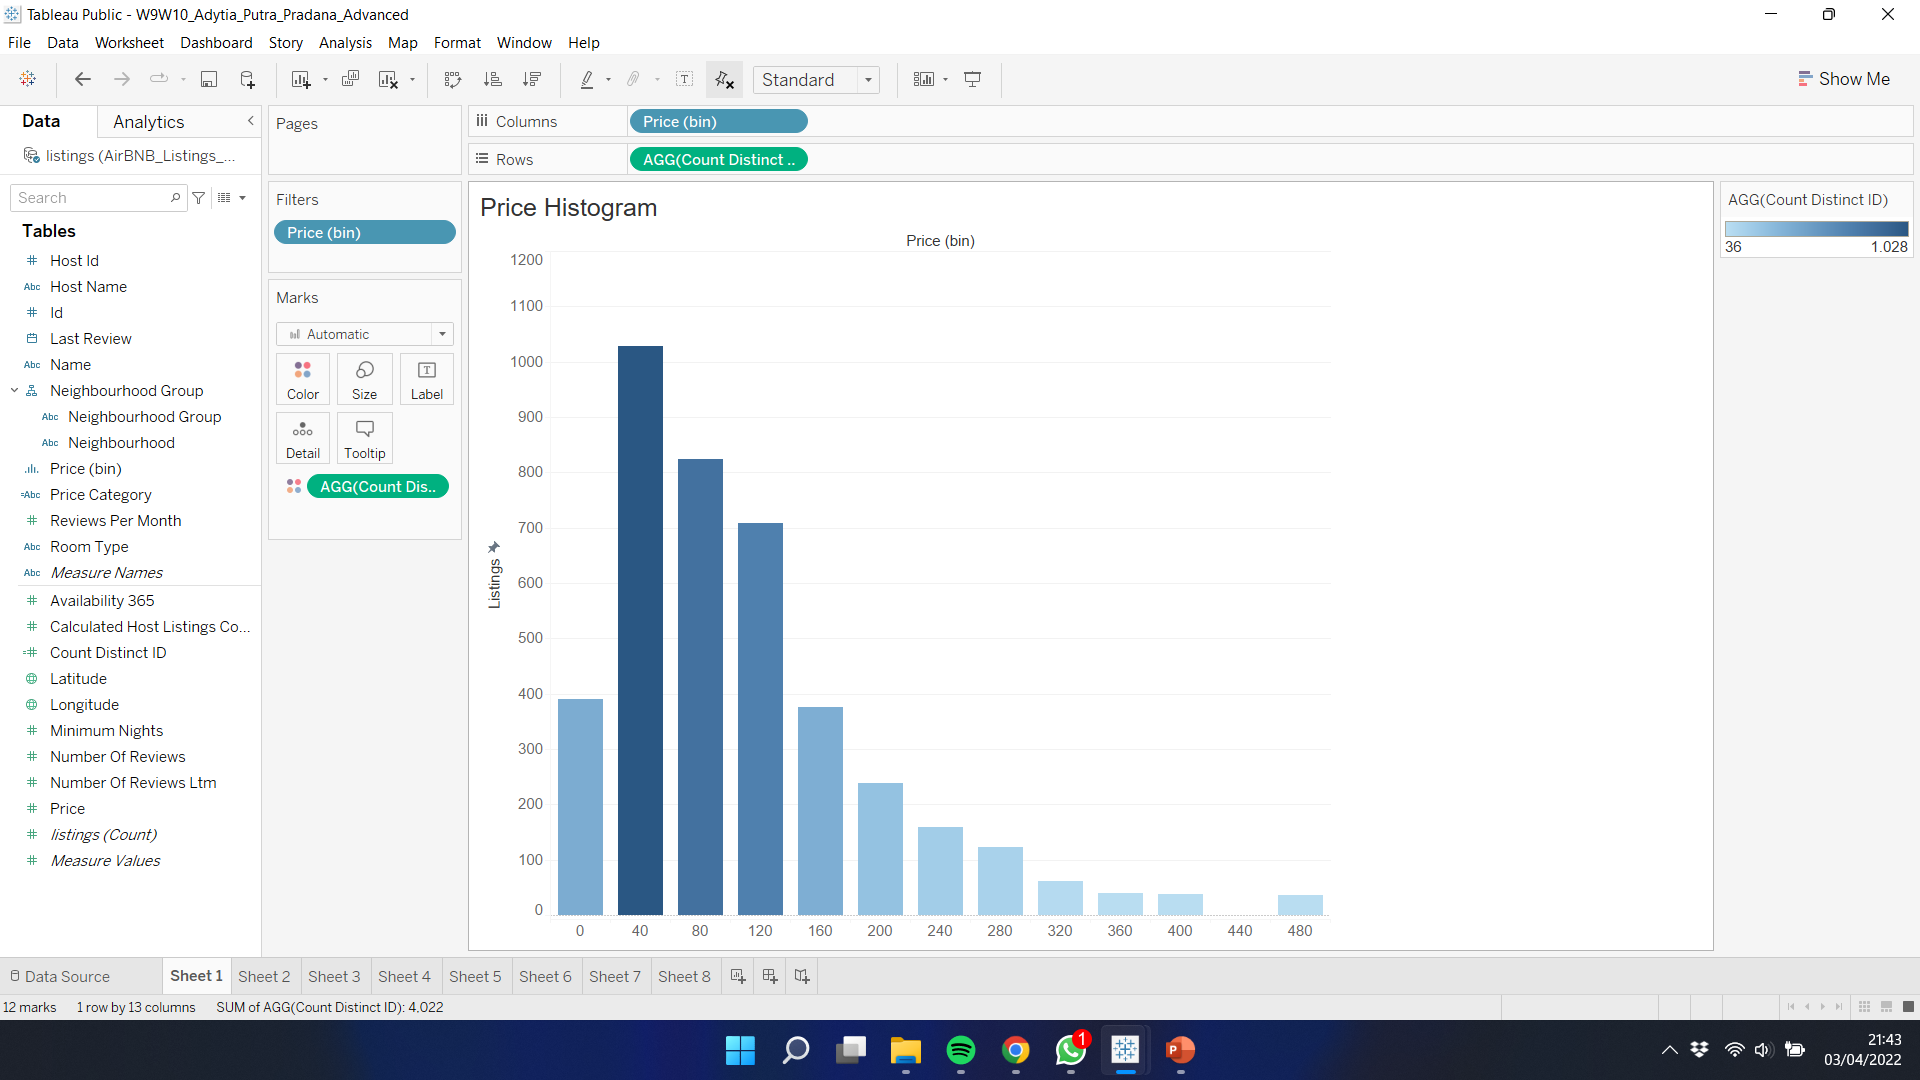 Tableau Public - W9W10_Adytia_Putra_Pradana_Advanced
File Data Worksheet Dashboard Story Analysis Map Format Window Help
Standard
Show Me
Data Analytics
listings (AirBNB_Listings_...
Search
Tables
# Host Id
Abc Host Name
# Id
Last Review
Abc Name
Neighbourhood Group
Abc Neighbourhood Group
Abc Neighbourhood
Price (bin)
=Abc Price Category
# Reviews Per Month
Abc Room Type
Abc Measure Names
# Availability 365
# Calculated Host Listings Co...
=# Count Distinct ID
Latitude
Longitude
# Minimum Nights
# Number Of Reviews
# Number Of Reviews Ltm
# Price
# listings (Count)
# Measure Values
Pages
Filters
Price (bin)
Marks
Automatic
Color Size Label
Detail Tooltip
AGG(Count Dis..
Columns Price (bin)
Rows AGG(Count Distinct ..
Price Histogram
Price (bin)
1200
1100
1000
900
800
700
600
500
400
300
200
100
0
Listings
0 40 80 120 160 200 240 280 320 360 400 440 480
AGG(Count Distinct ID)
36 1.028
Data Source Sheet 1 Sheet 2 Sheet 3 Sheet 4 Sheet 5 Sheet 6 Sheet 7 Sheet 8
12 marks 1 row by 13 columns SUM of AGG(Count Distinct ID): 4,022
1
P
21:43
03/04/2022